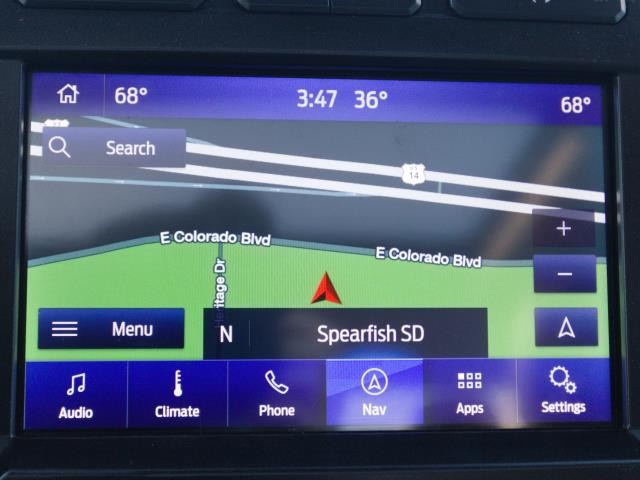 68° 3:47 36° 68°
Search
14
E Colorado Blvd
E Colorado Blvd
Heritage Dr
+
−
Menu N Spearfish SD
Audio Climate Phone Nav Apps Settings